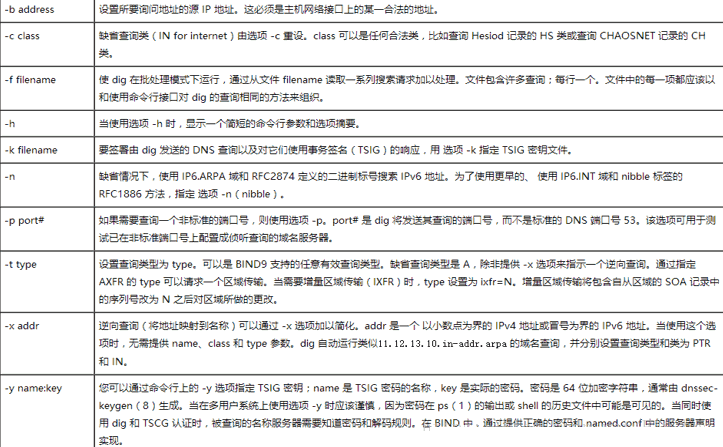 -b address
设置所要询问地址的源 IP 地址。这必须是主机网络接口上的某一合法的地址。
-c class
缺省查询类（IN for internet）由选项 -c 重设。class 可以是任何合法类，比如查询 Hesiod 记录的 HS 类或查询 CHAOSNET 记录的 CH
类。
-f filename
使 dig 在批处理模式下运行，通过从文件 filename 读取一系列搜索请求加以处理。文件包含许多查询；每行一个。文件中的每一项都应该以
和使用命令行接口对 dig 的查询相同的方法来组织。
-h
当使用选项 -h 时，显示一个简短的命令行参数和选项摘要。
-k filename
要签署由 dig 发送的 DNS 查询以及对它们使用事务签名（TSIG）的响应，用 选项 -k 指定 TSIG 密钥文件。
-n
缺省情况下，使用 IP6.ARPA 域和 RFC2874 定义的二进制标号搜索 IPv6 地址。为了使用更早的、 使用 IP6.INT 域和 nibble 标签的
RFC1886 方法，指定 选项 -n（nibble）。
-p port#
如果需要查询一个非标准的端口号，则使用选项 -p。port# 是 dig 将发送其查询的端口号，而不是标准的 DNS 端口号 53。该选项可用于测
试已在非标准端口号上配置成侦听查询的域名服务器。
-t type
设置查询类型为 type。可以是 BIND9 支持的任意有效查询类型。缺省查询类型是 A，除非提供 -x 选项来指示一个逆向查询。通过指定
AXFR 的 type 可以请求一个区域传输。当需要增量区域传输（IXFR）时，type 设置为 ixfr=N。增量区域传输将包含自从区域的 SOA 记录中
的序列号改为 N 之后对区域所做的更改。
-x addr
逆向查询（将地址映射到名称）可以通过 -x 选项加以简化。addr 是一个 以小数点为界的 IPv4 地址或冒号为界的 IPv6 地址。当使用这个选
项时，无需提供 name、class 和 type 参数。dig 自动运行类似11.12.13.10.in-addr.arpa 的域名查询，并分别设置查询类型和类为 PTR
和 IN。
-y name:key
您可以通过命令行上的 -y 选项指定 TSIG 密钥；name 是 TSIG 密码的名称，key 是实际的密码。密码是 64 位加密字符串，通常由 dnssec-
keygen（8）生成。当在多用户系统上使用选项 -y 时应该谨慎，因为密码在 ps（1）的输出或 shell 的历史文件中可能是可见的。当同时使
用 dig 和 TSCG 认证时，被查询的名称服务器需要知道密码和解码规则。在 BIND 中，通过提供正确的密码和 named.conf 中的服务器声明
实现。